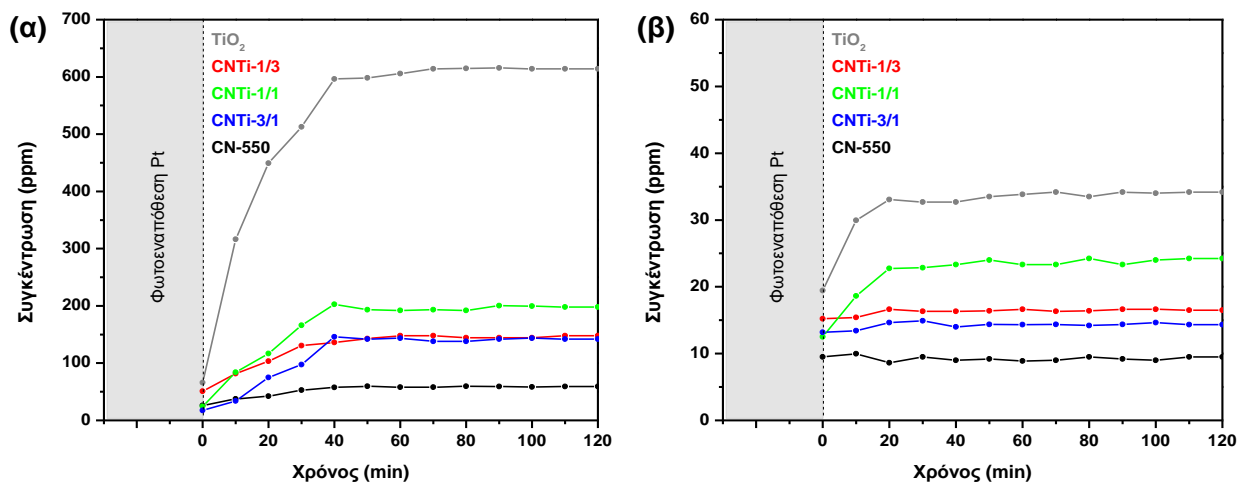 (α)
700
600
500
400
300
200
100
0
Συγκέντρωση (ppm)
Φωτοεναπόθεση Pt
TiO₂
CNTi-1/3
CNTi-1/1
CNTi-3/1
CN-550
0 20 40 60 80 100 120
Χρόνος (min)
(β)
60
50
40
30
20
10
0
Συγκέντρωση (ppm)
Φωτοεναπόθεση Pt
TiO₂
CNTi-1/3
CNTi-1/1
CNTi-3/1
CN-550
0 20 40 60 80 100 120
Χρόνος (min)